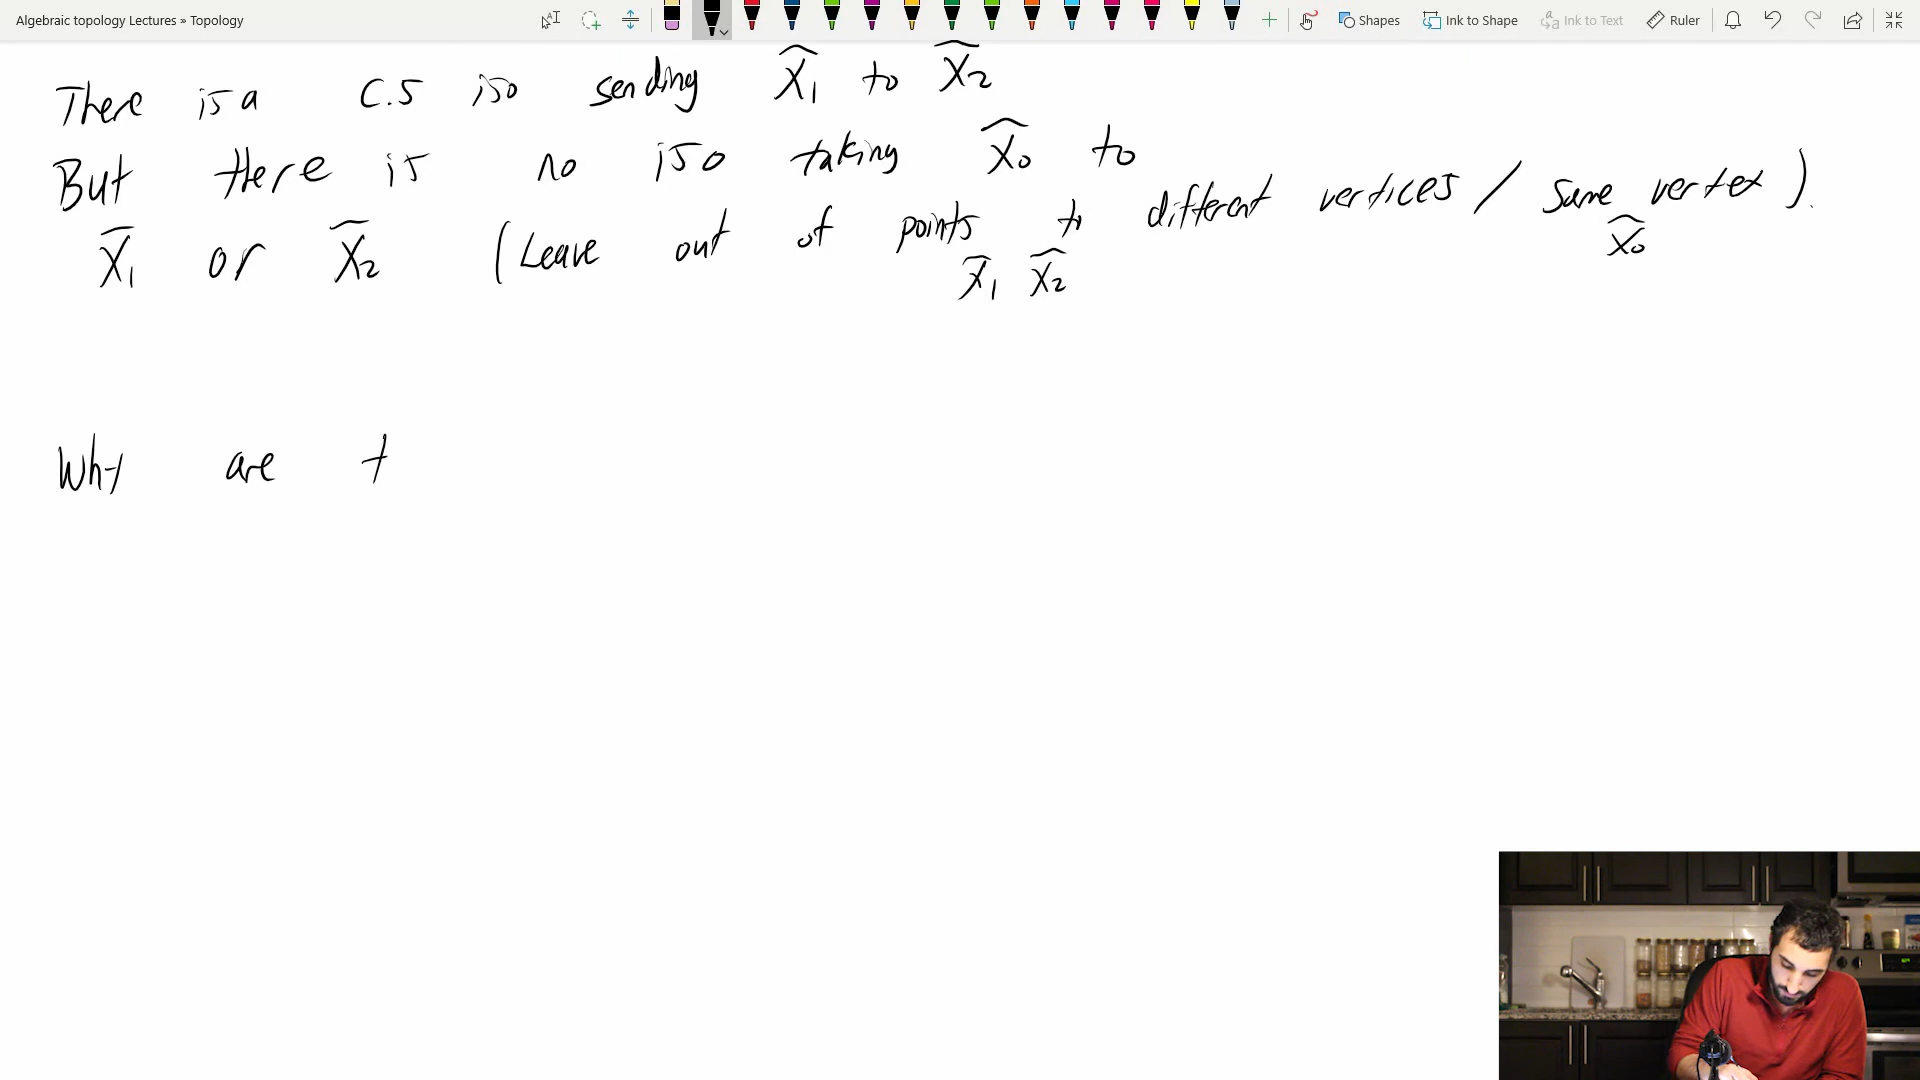 Algebraic topology Lectures » Topology
Shapes
Ink to Shape
Ink to Text
Ruler
There is a C.S iso sending X̂₁ to X̂₂
But there is no iso taking X̂₀ to
X̂₁ or X̂₂ (Leave out of points to different vertices / same vertex).
X̂₁ X̂₂ X̂₀
Why are t